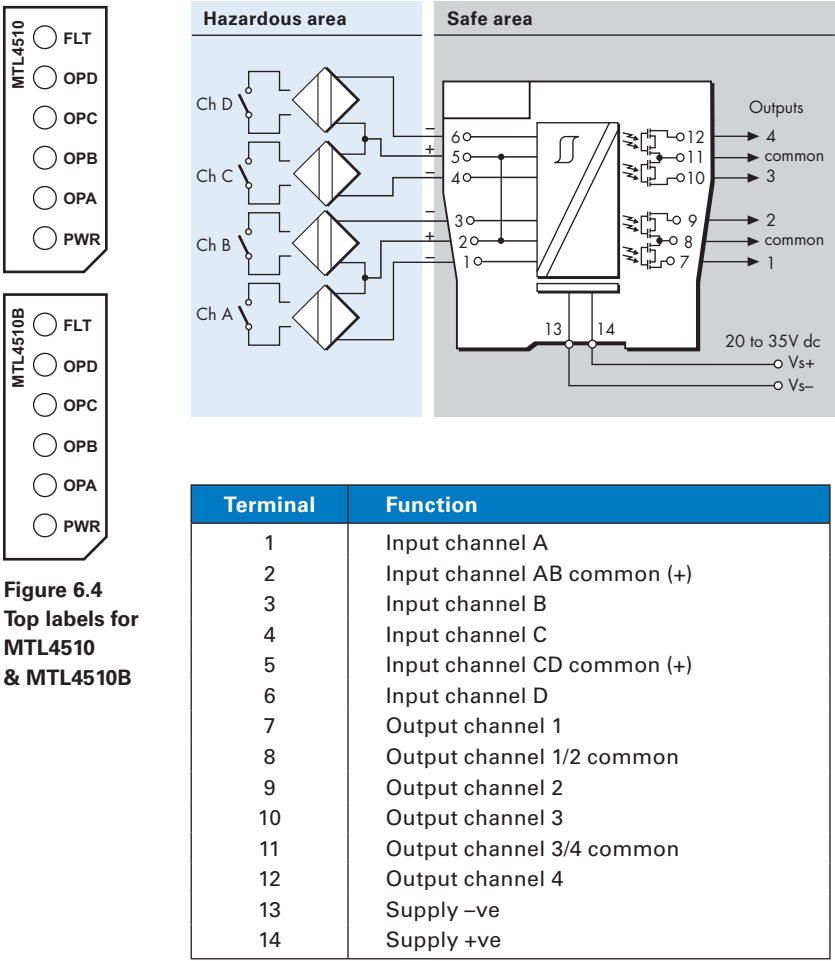 MTL4510
FLT
OPD
OPC
OPB
OPA
PWR
MTL4510B
FLT
OPD
OPC
OPB
OPA
PWR
Figure 6.4
Top labels for
MTL4510
& MTL4510B
Hazardous area
Safe area
Ch D
Ch C
Ch B
Ch A
–
+
–
–
+
–
6
5
4
3
2
1
13
14
12
11
10
9
8
7
Outputs
4
common
3
2
common
1
20 to 35V dc
Vs+
Vs–
Terminal Function
1 Input channel A
2 Input channel AB common (+)
3 Input channel B
4 Input channel C
5 Input channel CD common (+)
6 Input channel D
7 Output channel 1
8 Output channel 1/2 common
9 Output channel 2
10 Output channel 3
11 Output channel 3/4 common
12 Output channel 4
13 Supply –ve
14 Supply +ve